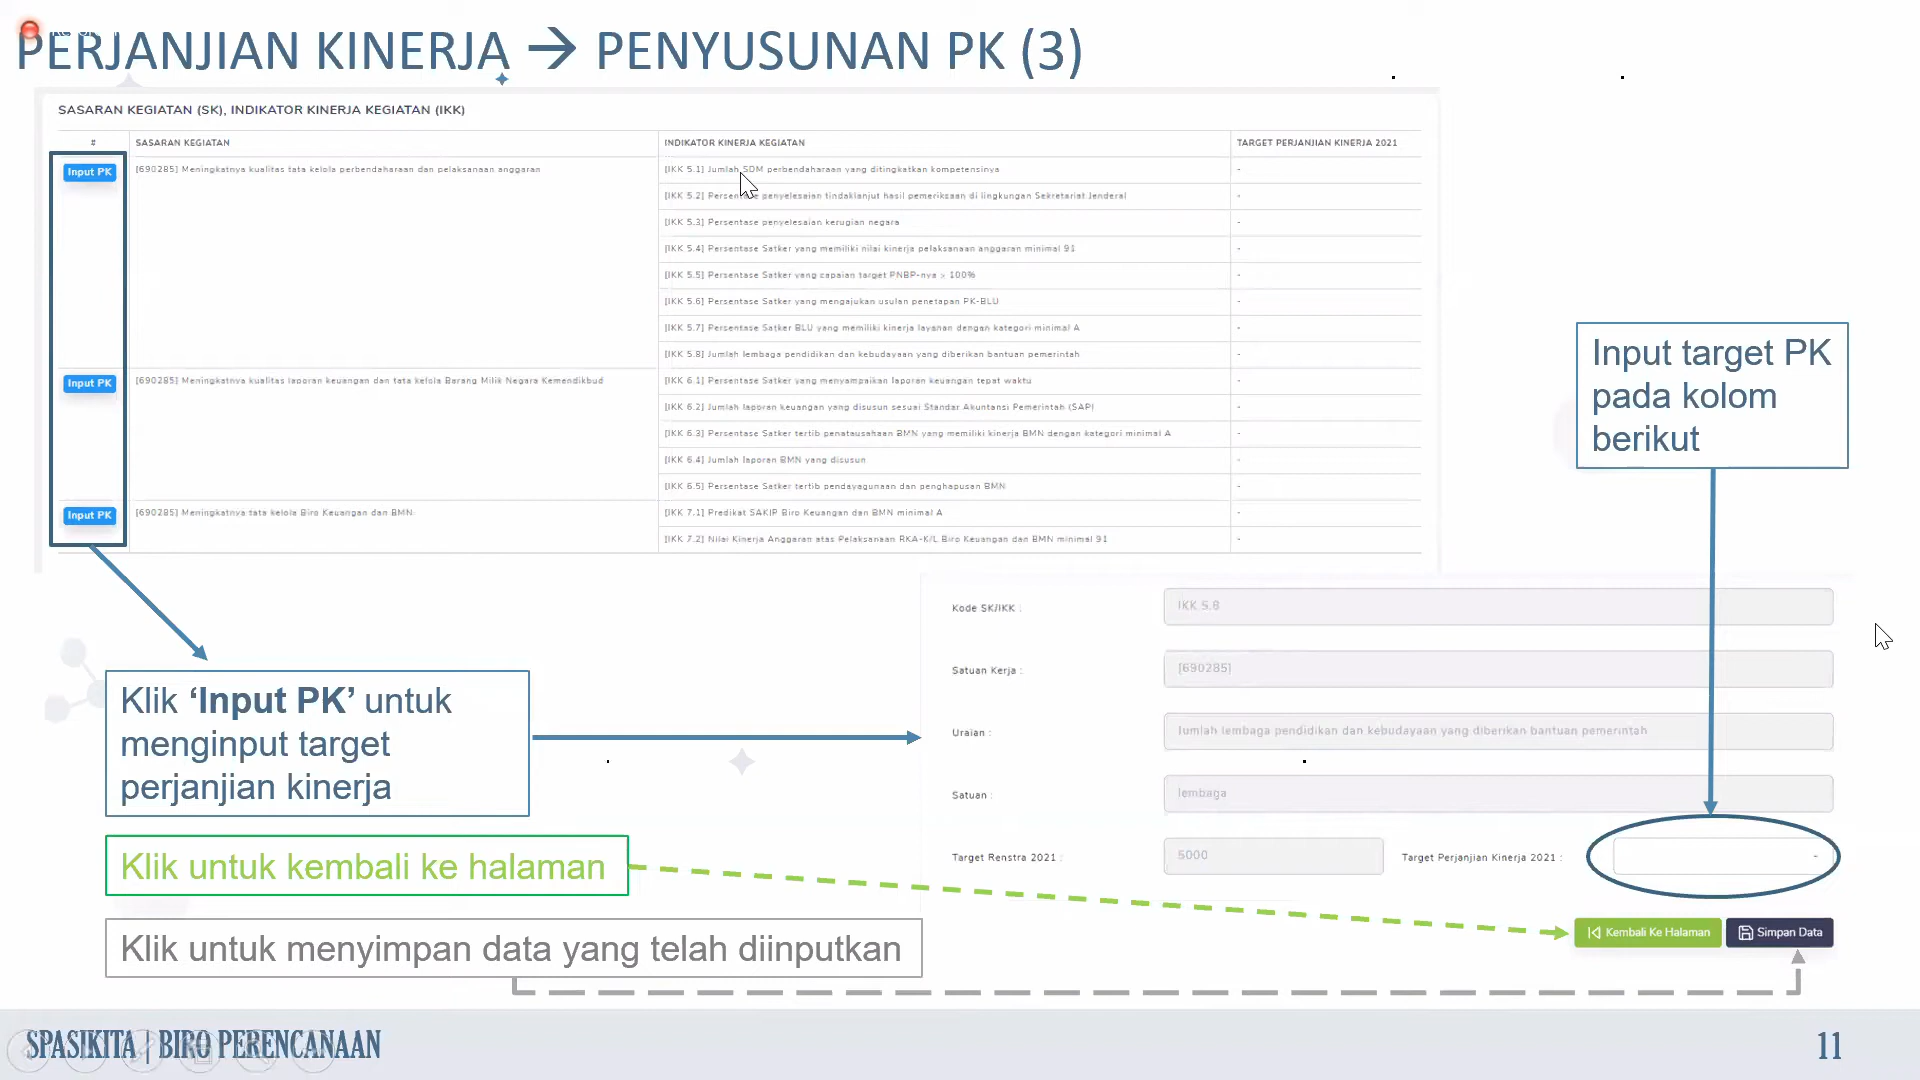 PERJANJIAN KINERJA → PENYUSUNAN PK (3)
SASARAN KEGIATAN (SK), INDIKATOR KINERJA KEGIATAN (IKK)
# SASARAN KEGIATAN INDIKATOR KINERJA KEGIATAN TARGET PERJANJIAN KINERJA 2021
Input PK [690285] Meningkatnya kualitas tata kelola perbendaharaan dan pelaksanaan anggaran [IKK 5.1] Jumlah SDM perbendaharaan yang ditingkatkan kompetensinya -
[IKK 5.2] Persentase penyelesaian tindaklanjut hasil pemeriksaan di lingkungan Sekretariat Jenderal -
[IKK 5.3] Persentase penyelesaian kerugian negara -
[IKK 5.4] Persentase Satker yang memiliki nilai kinerja pelaksanaan anggaran minimal 91 -
[IKK 5.5] Persentase Satker yang capaian target PNBP-nya > 100% -
[IKK 5.6] Persentase Satker yang mengajukan usulan penetapan PK-BLU -
[IKK 5.7] Persentase Satker BLU yang memiliki kinerja layanan dengan kategori minimal A -
[IKK 5.8] Jumlah lembaga pendidikan dan kebudayaan yang diberikan bantuan pemerintah -
Input PK [690285] Meningkatnya kualitas laporan keuangan dan tata kelola Barang Milik Negara Kemendikbud [IKK 6.1] Persentase Satker yang menyampaikan laporan keuangan tepat waktu -
[IKK 6.2] Jumlah laporan keuangan yang disusun sesuai Standar Akuntansi Pemerintah (SAP) -
[IKK 6.3] Persentase Satker tertib penatausahaan BMN yang memiliki kinerja BMN dengan kategori minimal A -
[IKK 6.4] Jumlah laporan BMN yang disusun -
[IKK 6.5] Persentase Satker tertib pendayagunaan dan penghapusan BMN -
Input PK [690285] Meningkatnya tata kelola Biro Keuangan dan BMN [IKK 7.1] Predikat SAKIP Biro Keuangan dan BMN minimal A -
[IKK 7.2] Nilai Kinerja Anggaran atas Pelaksanaan RKA-K/L Biro Keuangan dan BMN minimal 91 -
Input target PK
pada kolom
berikut
Klik ‘Input PK’ untuk
menginput target
perjanjian kinerja
Klik untuk kembali ke halaman
Klik untuk menyimpan data yang telah diinputkan
Kode SK/IKK : IKK 5.8
Satuan Kerja : [690285]
Uraian : Jumlah lembaga pendidikan dan kebudayaan yang diberikan bantuan pemerintah
Satuan : lembaga
Target Renstra 2021 : 5000 Target Perjanjian Kinerja 2021 : -
Kembali Ke Halaman Simpan Data
SPASIKITA | BIRO PERENCANAAN
11